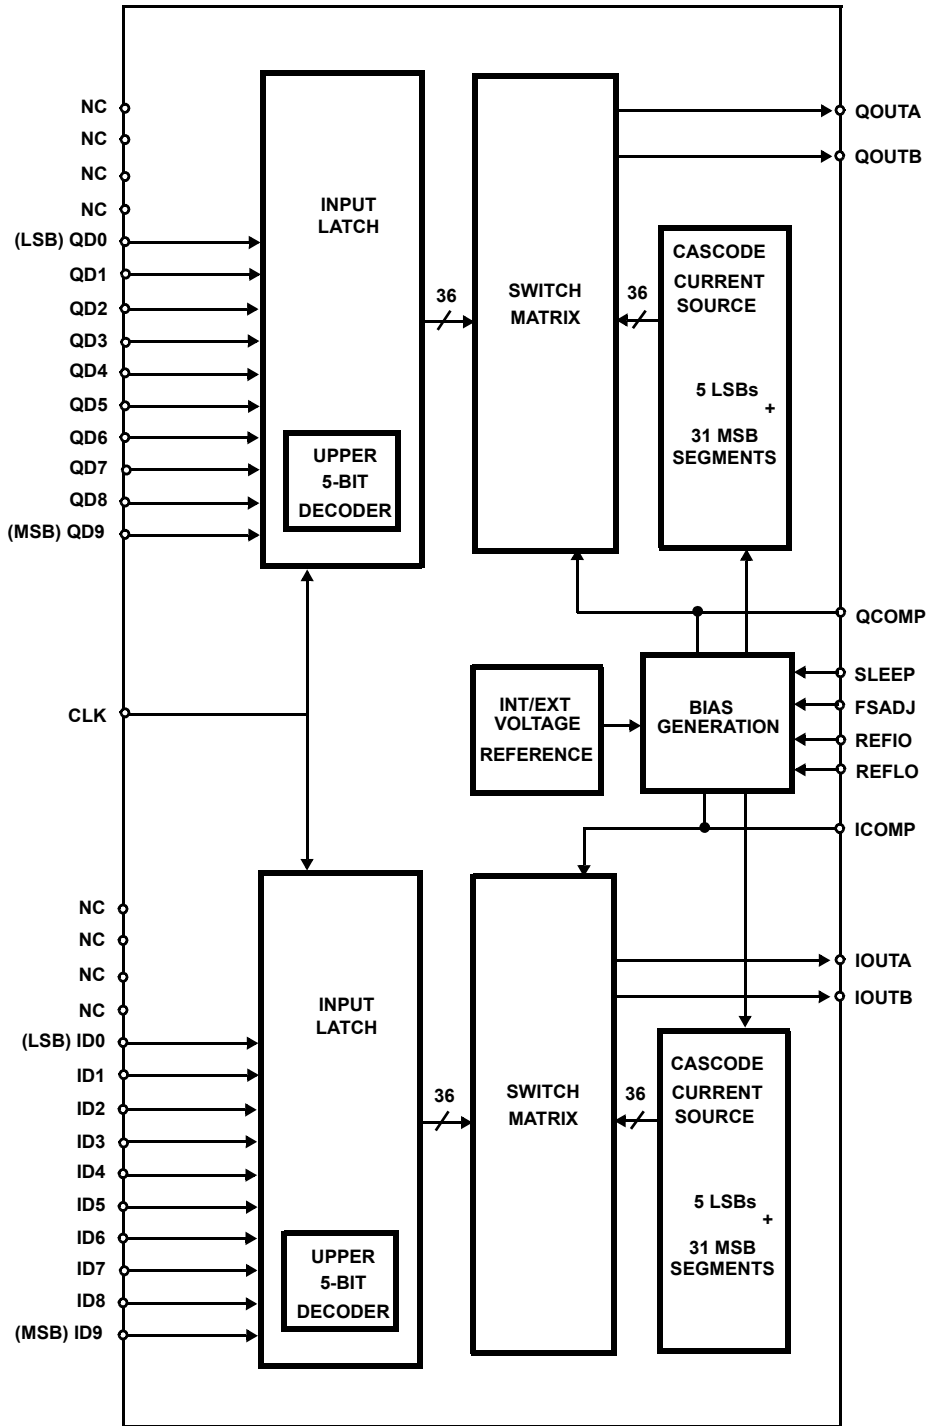 NC
NC
NC
NC
(LSB) QD0
QD1
QD2
QD3
QD4
QD5
QD6
QD7
QD8
(MSB) QD9
INPUT
LATCH
UPPER
5-BIT
DECODER
36
SWITCH
MATRIX
36
CASCODE
CURRENT
SOURCE
5 LSBs
+
31 MSB
SEGMENTS
QOUTA
QOUTB
QCOMP
CLK
INT/EXT
VOLTAGE
REFERENCE
BIAS
GENERATION
SLEEP
FSADJ
REFIO
REFLO
ICOMP
NC
NC
NC
NC
(LSB) ID0
ID1
ID2
ID3
ID4
ID5
ID6
ID7
ID8
(MSB) ID9
INPUT
LATCH
UPPER
5-BIT
DECODER
36
SWITCH
MATRIX
36
CASCODE
CURRENT
SOURCE
5 LSBs
+
31 MSB
SEGMENTS
IOUTA
IOUTB